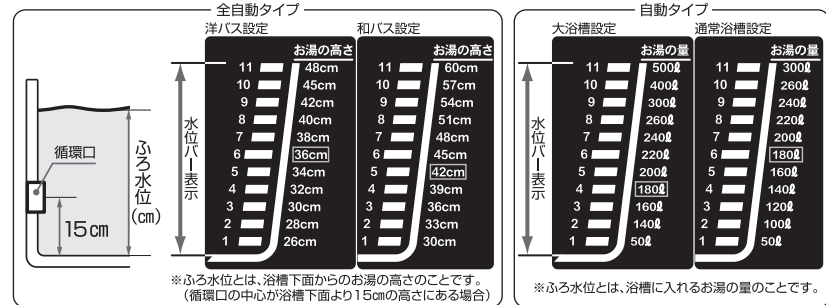 全自動タイプ
洋バス設定
お湯の高さ
11 48cm
10 45cm
9 42cm
8 40cm
7 38cm
6 36cm
5 34cm
4 32cm
3 30cm
2 28cm
1 26cm
水位バー表示
和バス設定
お湯の高さ
11 60cm
10 57cm
9 54cm
8 51cm
7 48cm
6 45cm
5 42cm
4 39cm
3 36cm
2 33cm
1 30cm
循環口
15㎝
ふろ水位(㎝)
※ふろ水位とは、浴槽下面からのお湯の高さのことです。
(循環口の中心が浴槽下面より15㎝の高さにある場合)
自動タイプ
大浴槽設定
お湯の量
11 500ℓ
10 400ℓ
9 300ℓ
8 260ℓ
7 240ℓ
6 220ℓ
5 200ℓ
4 180ℓ
3 160ℓ
2 140ℓ
1 50ℓ
水位バー表示
通常浴槽設定
お湯の量
11 300ℓ
10 260ℓ
9 240ℓ
8 220ℓ
7 200ℓ
6 180ℓ
5 160ℓ
4 140ℓ
3 120ℓ
2 100ℓ
1 50ℓ
※ふろ水位とは、浴槽に入れるお湯の量のことです。